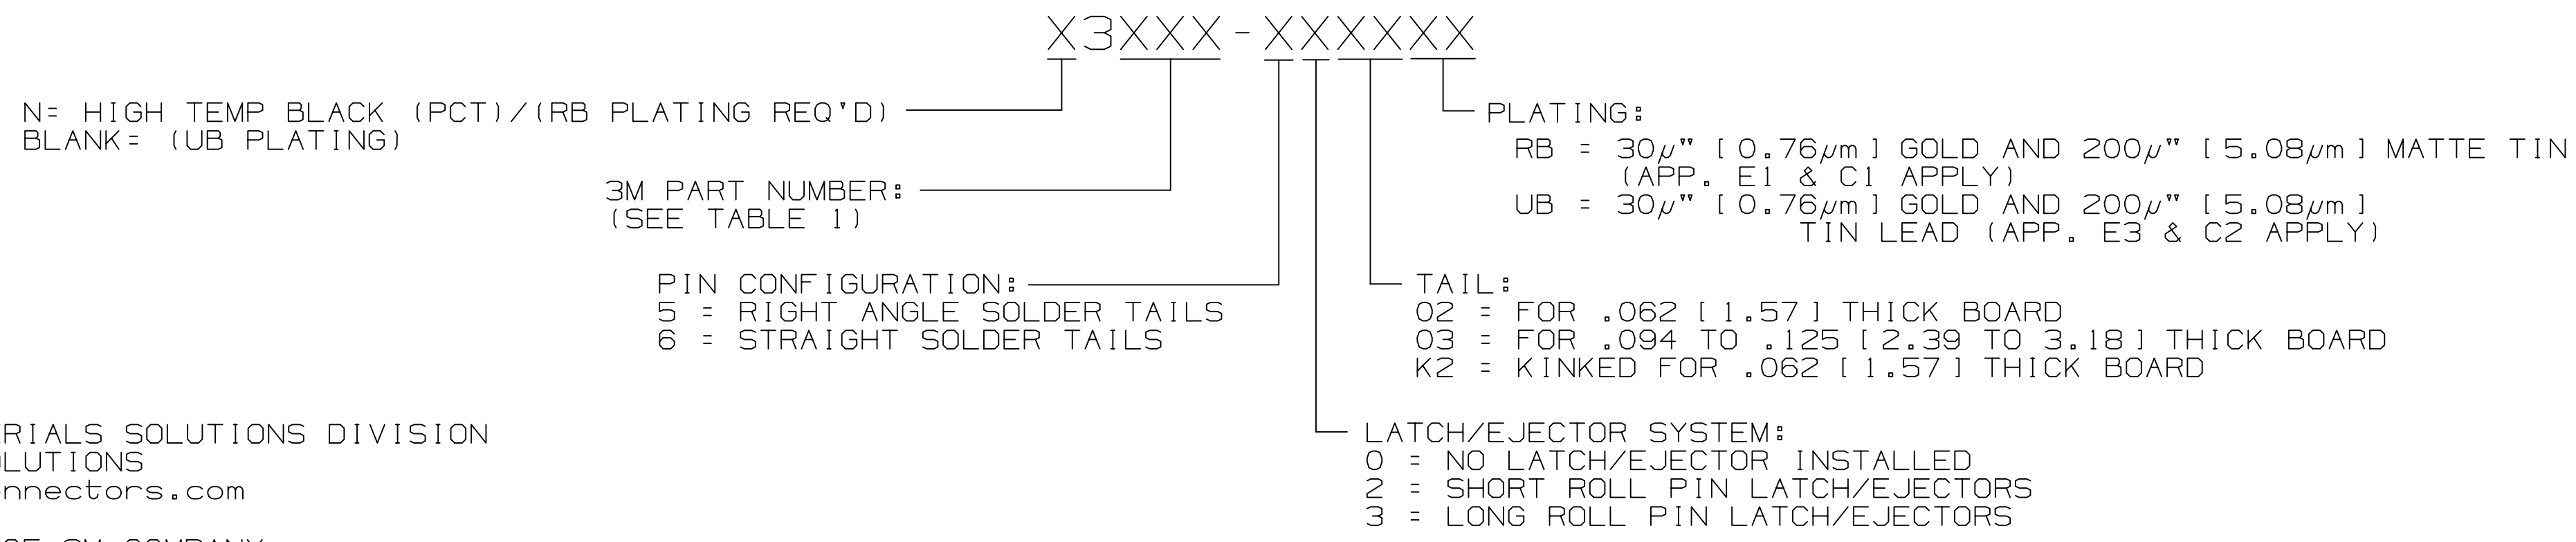 X3XXX-XXXXXX
N= HIGH TEMP BLACK (PCT)/(RB PLATING REQ'D)
BLANK= (UB PLATING)
3M PART NUMBER:
(SEE TABLE 1)
PIN CONFIGURATION:
5 = RIGHT ANGLE SOLDER TAILS
6 = STRAIGHT SOLDER TAILS
PLATING:
RB = 30µ" [0.76µm] GOLD AND 200µ" [5.08µm] MATTE TIN
(APP. E1 & C1 APPLY)
UB = 30µ" [0.76µm] GOLD AND 200µ" [5.08µm]
TIN LEAD (APP. E3 & C2 APPLY)
TAIL:
02 = FOR .062 [1.57] THICK BOARD
03 = FOR .094 TO .125 [2.39 TO 3.18] THICK BOARD
K2 = KINKED FOR .062 [1.57] THICK BOARD
LATCH/EJECTOR SYSTEM:
0 = NO LATCH/EJECTOR INSTALLED
2 = SHORT ROLL PIN LATCH/EJECTORS
3 = LONG ROLL PIN LATCH/EJECTORS
RIALS SOLUTIONS DIVISION
OLUTIONS
nnectors.com